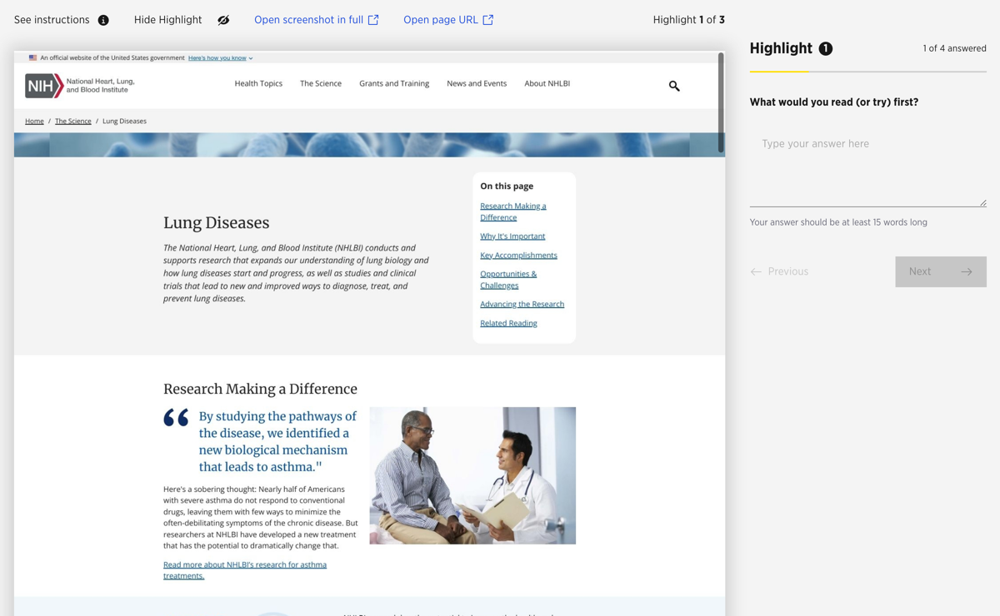 See instructions
Hide Highlight
Open screenshot in full
Open page URL
Highlight 1 of 3
An official website of the United States government Here's how you know
NIH National Heart, Lung,
and Blood Institute
Health Topics
The Science
Grants and Training
News and Events
About NHLBI
Home / The Science / Lung Diseases
Lung Diseases
The National Heart, Lung, and Blood Institute (NHLBI) conducts and
supports research that expands our understanding of lung biology and
how lung diseases start and progress, as well as studies and clinical
trials that lead to new and improved ways to diagnose, treat, and
prevent lung diseases.
On this page
Research Making a
Difference
Why It's Important
Key Accomplishments
Opportunities &
Challenges
Advancing the Research
Related Reading
Research Making a Difference
By studying the pathways of
the disease, we identified a
new biological mechanism
that leads to asthma."
Here's a sobering thought: Nearly half of Americans
with severe asthma do not respond to conventional
drugs, leaving them with few ways to minimize the
often-debilitating symptoms of the chronic disease. But
researchers at NHLBI have developed a new treatment
that has the potential to dramatically change that.
Read more about NHLBI's research for asthma
treatments.
Highlight 1
1 of 4 answered
What would you read (or try) first?
Type your answer here
Your answer should be at least 15 words long
Previous
Next